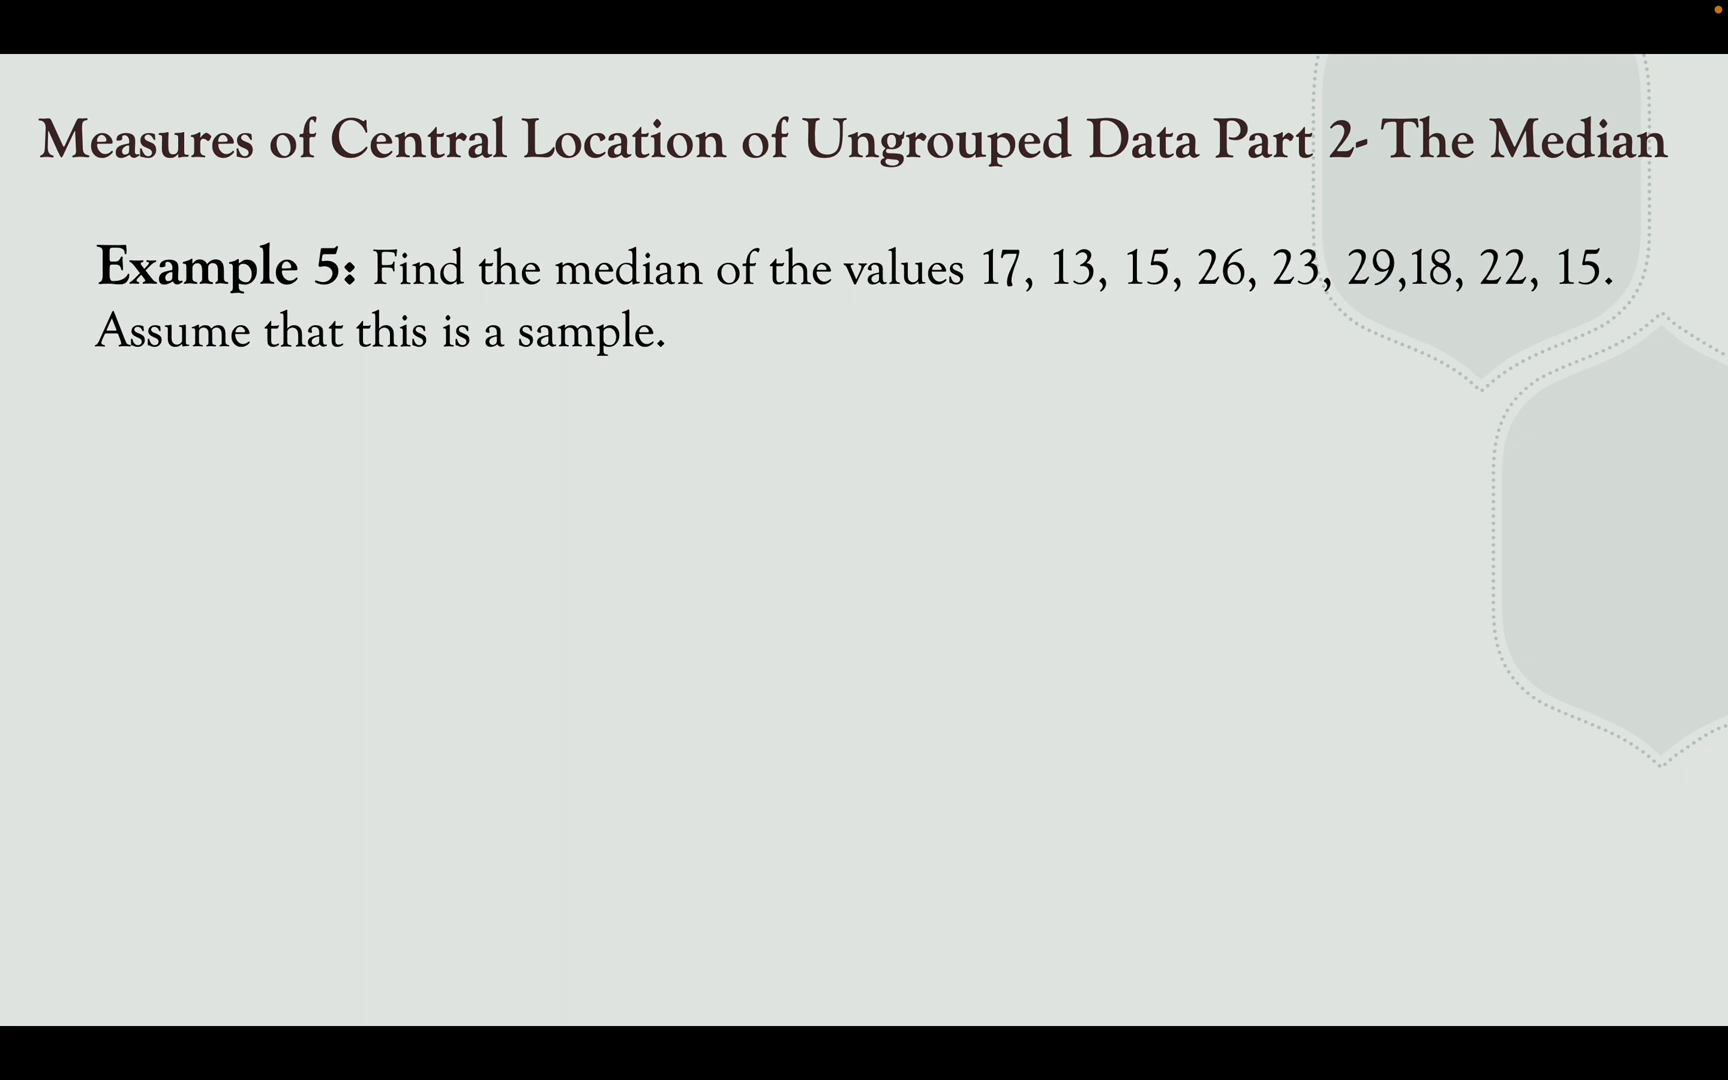 Measures of Central Location of Ungrouped Data Part 2- The Median
Example 5: Find the median of the values 17, 13, 15, 26, 23, 29,18, 22, 15.
Assume that this is a sample.